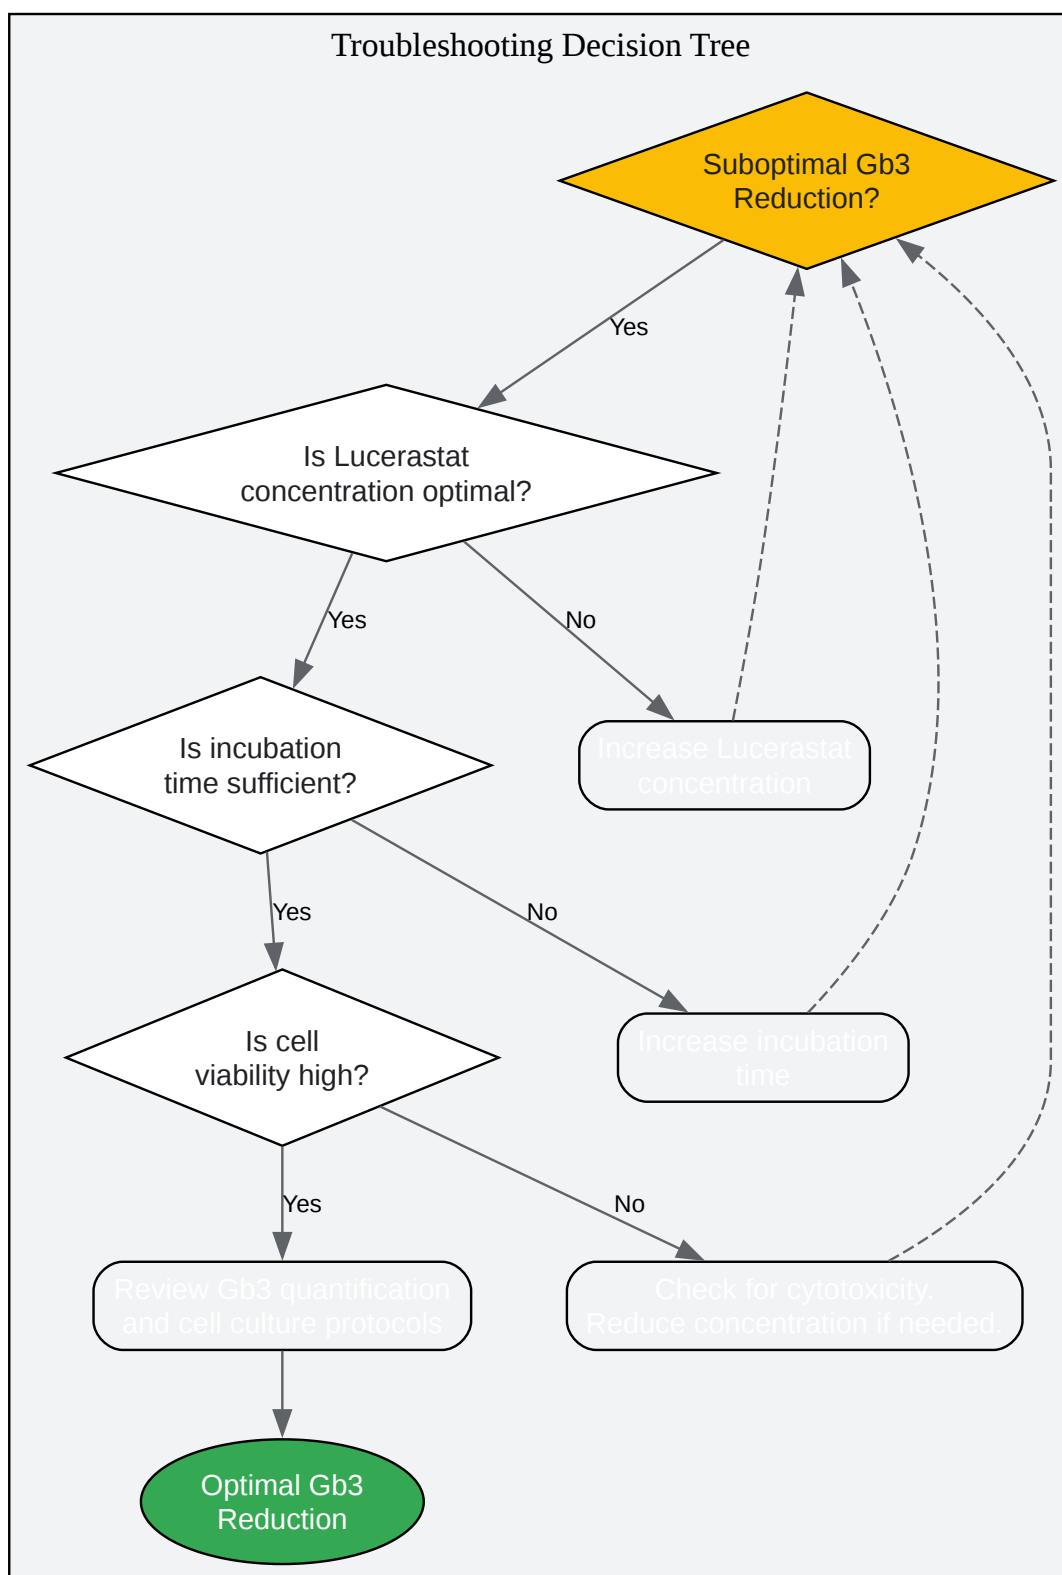 Troubleshooting Decision Tree
Suboptimal Gb3
Reduction?
Yes
Is Lucerastat
concentration optimal?
Yes
No
Is incubation
time sufficient?
Increase Lucerastat
concentration
Yes
No
Is cell
viability high?
Increase incubation
time
Yes
No
Review Gb3 quantification
and cell culture protocols
Check for cytotoxicity.
Reduce concentration if needed.
Optimal Gb3
Reduction